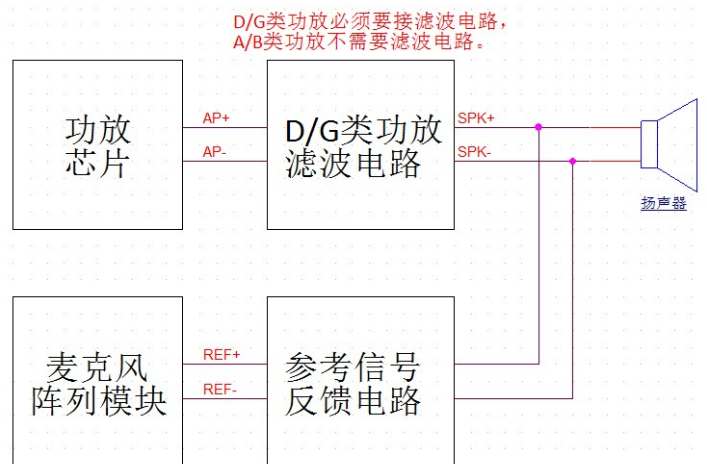 D/G类功放必须要接滤波电路，
A/B类功放不需要滤波电路。
功放
芯片
AP+
AP-
D/G类功放
滤波电路
SPK+
SPK-
扬声器
麦克风
阵列模块
REF+
REF-
参考信号
反馈电路